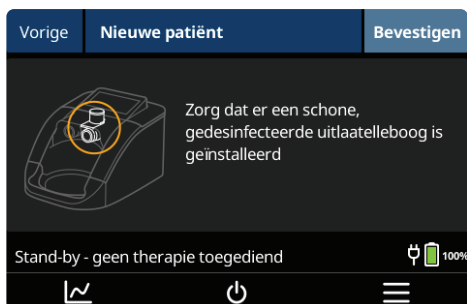 Vorige
Nieuwe patiënt
Bevestigen
Zorg dat er een schone,
gedesinfecteerde uitlaatelleboog is
geïnstalleerd
Stand-by - geen therapie toegediend
100%